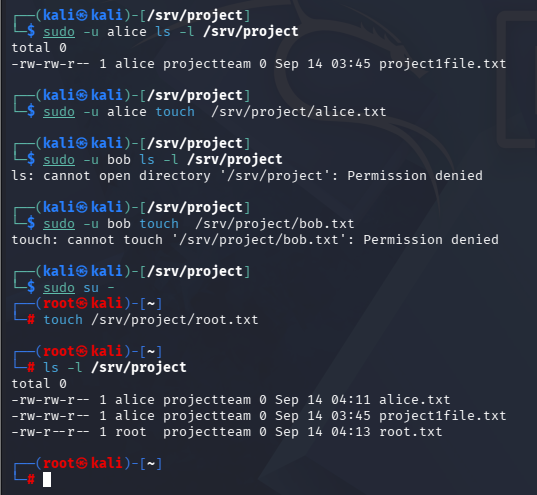 ┌──(kali㉿kali)-[/srv/project]
└─$ sudo -u alice ls -l /srv/project
total 0
-rw-rw-r-- 1 alice projectteam 0 Sep 14 03:45 project1file.txt
┌──(kali㉿kali)-[/srv/project]
└─$ sudo -u alice touch  /srv/project/alice.txt
┌──(kali㉿kali)-[/srv/project]
└─$ sudo -u bob ls -l /srv/project
ls: cannot open directory '/srv/project': Permission denied
┌──(kali㉿kali)-[/srv/project]
└─$ sudo -u bob touch  /srv/project/bob.txt
touch: cannot touch '/srv/project/bob.txt': Permission denied
┌──(kali㉿kali)-[/srv/project]
└─$ sudo su -
┌──(root㉿kali)-[~]
└─# touch /srv/project/root.txt
┌──(root㉿kali)-[~]
└─# ls -l /srv/project
total 0
-rw-rw-r-- 1 alice projectteam 0 Sep 14 04:11 alice.txt
-rw-rw-r-- 1 alice projectteam 0 Sep 14 03:45 project1file.txt
-rw-r--r-- 1 root  projectteam 0 Sep 14 04:13 root.txt
┌──(root㉿kali)-[~]
└─#